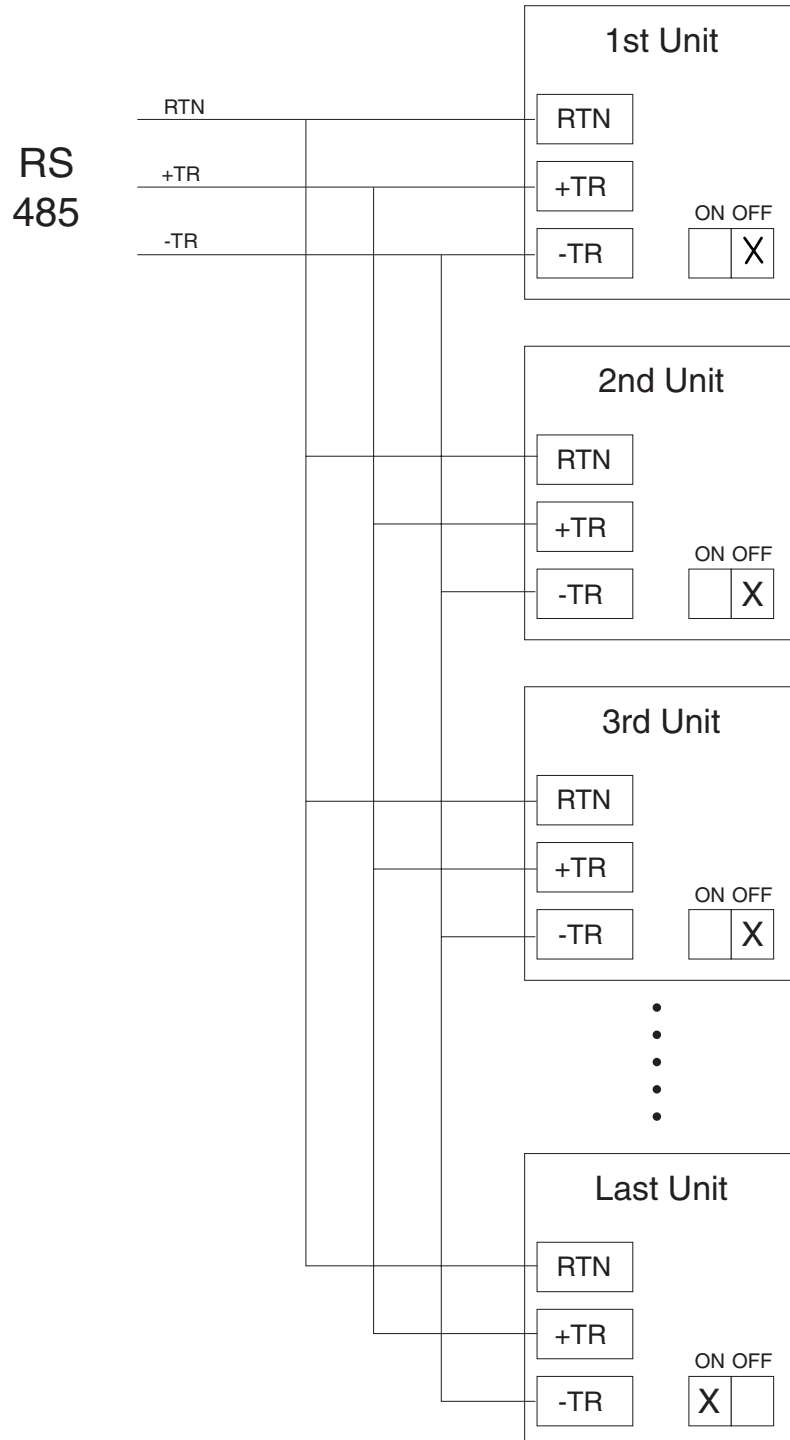 RS
485
RTN
+TR
-TR
1st Unit
RTN
+TR
-TR
ON OFF
X
2nd Unit
RTN
+TR
-TR
ON OFF
X
3rd Unit
RTN
+TR
-TR
ON OFF
X
Last Unit
RTN
+TR
-TR
ON OFF
X